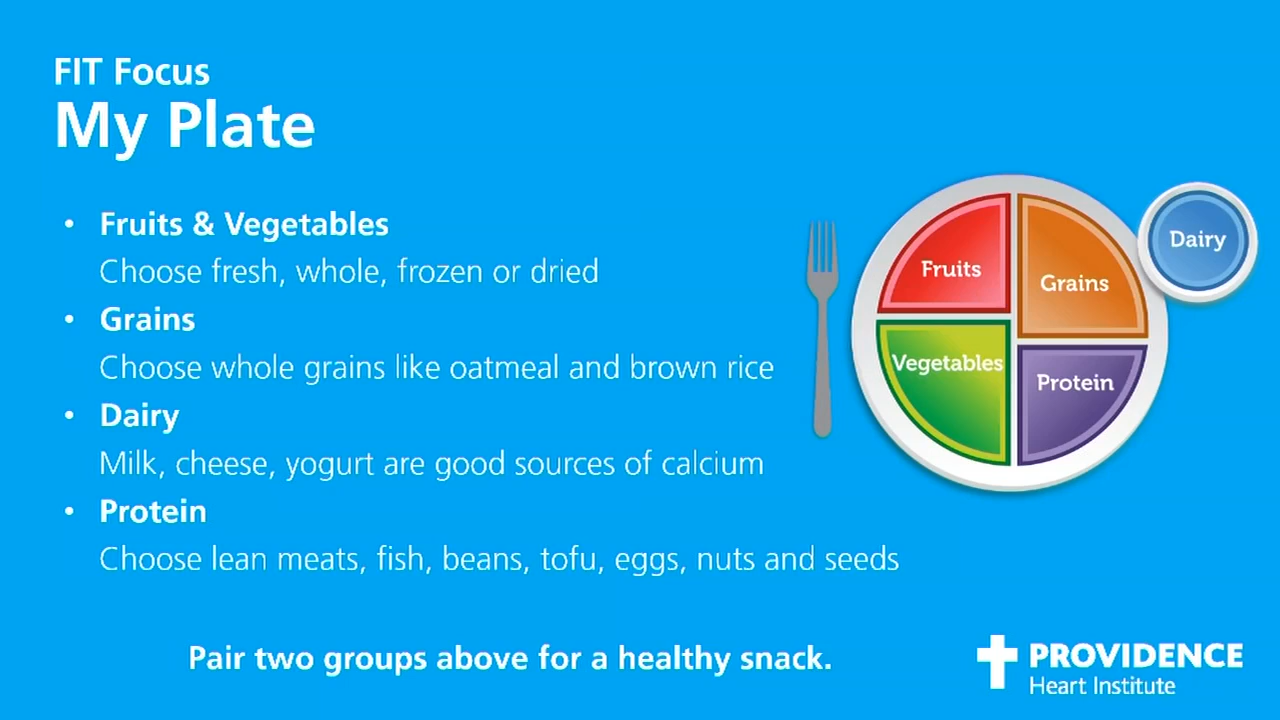 FIT Focus
My Plate
• Fruits & Vegetables
Choose fresh, whole, frozen or dried
• Grains
Choose whole grains like oatmeal and brown rice
• Dairy
Milk, cheese, yogurt are good sources of calcium
• Protein
Choose lean meats, fish, beans, tofu, eggs, nuts and seeds
Fruits
Grains
Dairy
Vegetables
Protein
Pair two groups above for a healthy snack.
PROVIDENCE
Heart Institute